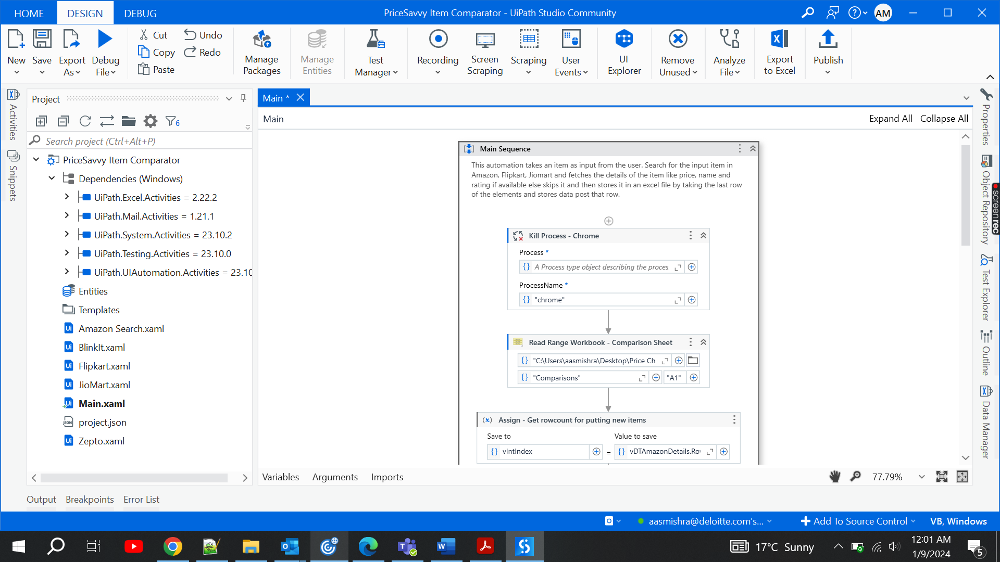 HOME
DESIGN
DEBUG
PriceSavvy Item Comparator - UiPath Studio Community
AM
New
Save
Export As
Debug File
Cut
Copy
Paste
Undo
Redo
Manage Packages
Manage Entities
Test Manager
Recording
Screen Scraping
Scraping
User Events
UI Explorer
Remove Unused
Analyze File
Export to Excel
Publish
Activities
Snippets
Project
6
Search project (Ctrl+Alt+P)
PriceSavvy Item Comparator
Dependencies (Windows)
UiPath.Excel.Activities = 2.22.2
UiPath.Mail.Activities = 1.21.1
UiPath.System.Activities = 23.10.2
UiPath.Testing.Activities = 23.10.0
UiPath.UIAutomation.Activities = 23.10
Entities
Templates
Amazon Search.xaml
BlinkIt.xaml
Flipkart.xaml
JioMart.xaml
Main.xaml
project.json
Zepto.xaml
Main *
Main
Expand All
Collapse All
Main Sequence
This automation takes an item as input from the user. Search for the input item in
Amazon, Flipkart, Jiomart and fetches the details of the item like price, name and
rating if available else skips it and then stores it in an excel file by taking the last row
of the elements and stores data post that row.
Kill Process - Chrome
Process *
A Process type object describing the proces
ProcessName *
"chrome"
Read Range Workbook - Comparison Sheet
"C:\Users\aasmishra\Desktop\Price Ch
"Comparisons"
"A1"
Assign - Get rowcount for putting new items
Save to
Value to save
vIntIndex
=
vDTAmazonDetails.Ro
Variables
Arguments
Imports
77.79%
Properties
Object Repository
Test Explorer
Outline
Data Manager
screenrec
Output
Breakpoints
Error List
aasmishra@deloitte.com's...
Add To Source Control
VB, Windows
17°C Sunny
12:01 AM
1/9/2024
5